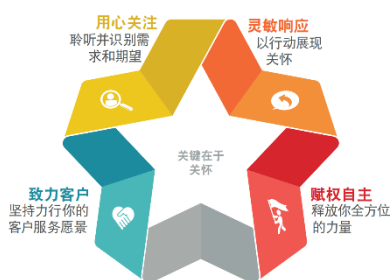 用心关注
聆听并识别需
求和期望
灵敏响应
以行动展现
关怀
关键在于
关怀
致力客户
坚持力行你的
客户服务愿景
赋权自主
释放你全方位
的力量